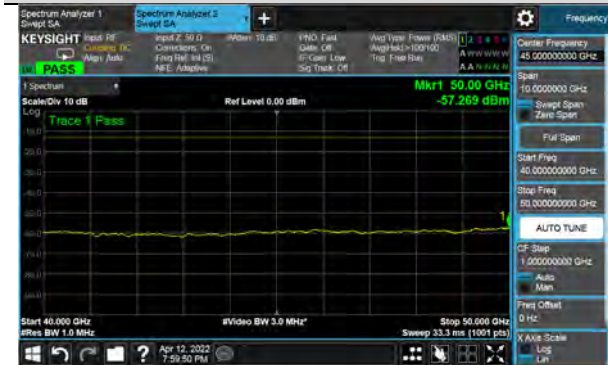 Spectrum Analyzer 1
Swept SA
Spectrum Analyzer 2
Swept SA
+
Frequency
KEYSIGHT Input: RF
Coupling: DC
Align: Auto
Input Z: 50 Ω
Corrections: On
Freq Ref: Int (S)
NFE: Adaptive
#Atten: 10 dB
PNO: Fast
Gate: Off
IF Gain: Low
Sig Track: Off
Avg Type: Power (RMS)
Avg|Hold:>100/100
Trig: Free Run
PASS
1 Spectrum
Scale/Div 10 dB
Log
Ref Level 0.00 dBm
Mkr1 50.00 GHz
-57.269 dBm
Trace 1 Pass
1
Start 40.000 GHz
#Res BW 1.0 MHz
#Video BW 3.0 MHz*
Stop 50.000 GHz
Sweep 33.3 ms (1001 pts)
Apr 12, 2022
7:59:50 PM
Center Frequency
45.000000000 GHz
Span
10.0000000 GHz
Swept Span
Zero Span
Full Span
Start Freq
40.000000000 GHz
Stop Freq
50.000000000 GHz
AUTO TUNE
CF Step
1.000000000 GHz
Auto
Man
Freq Offset
0 Hz
X Axis Scale
Log
Lin